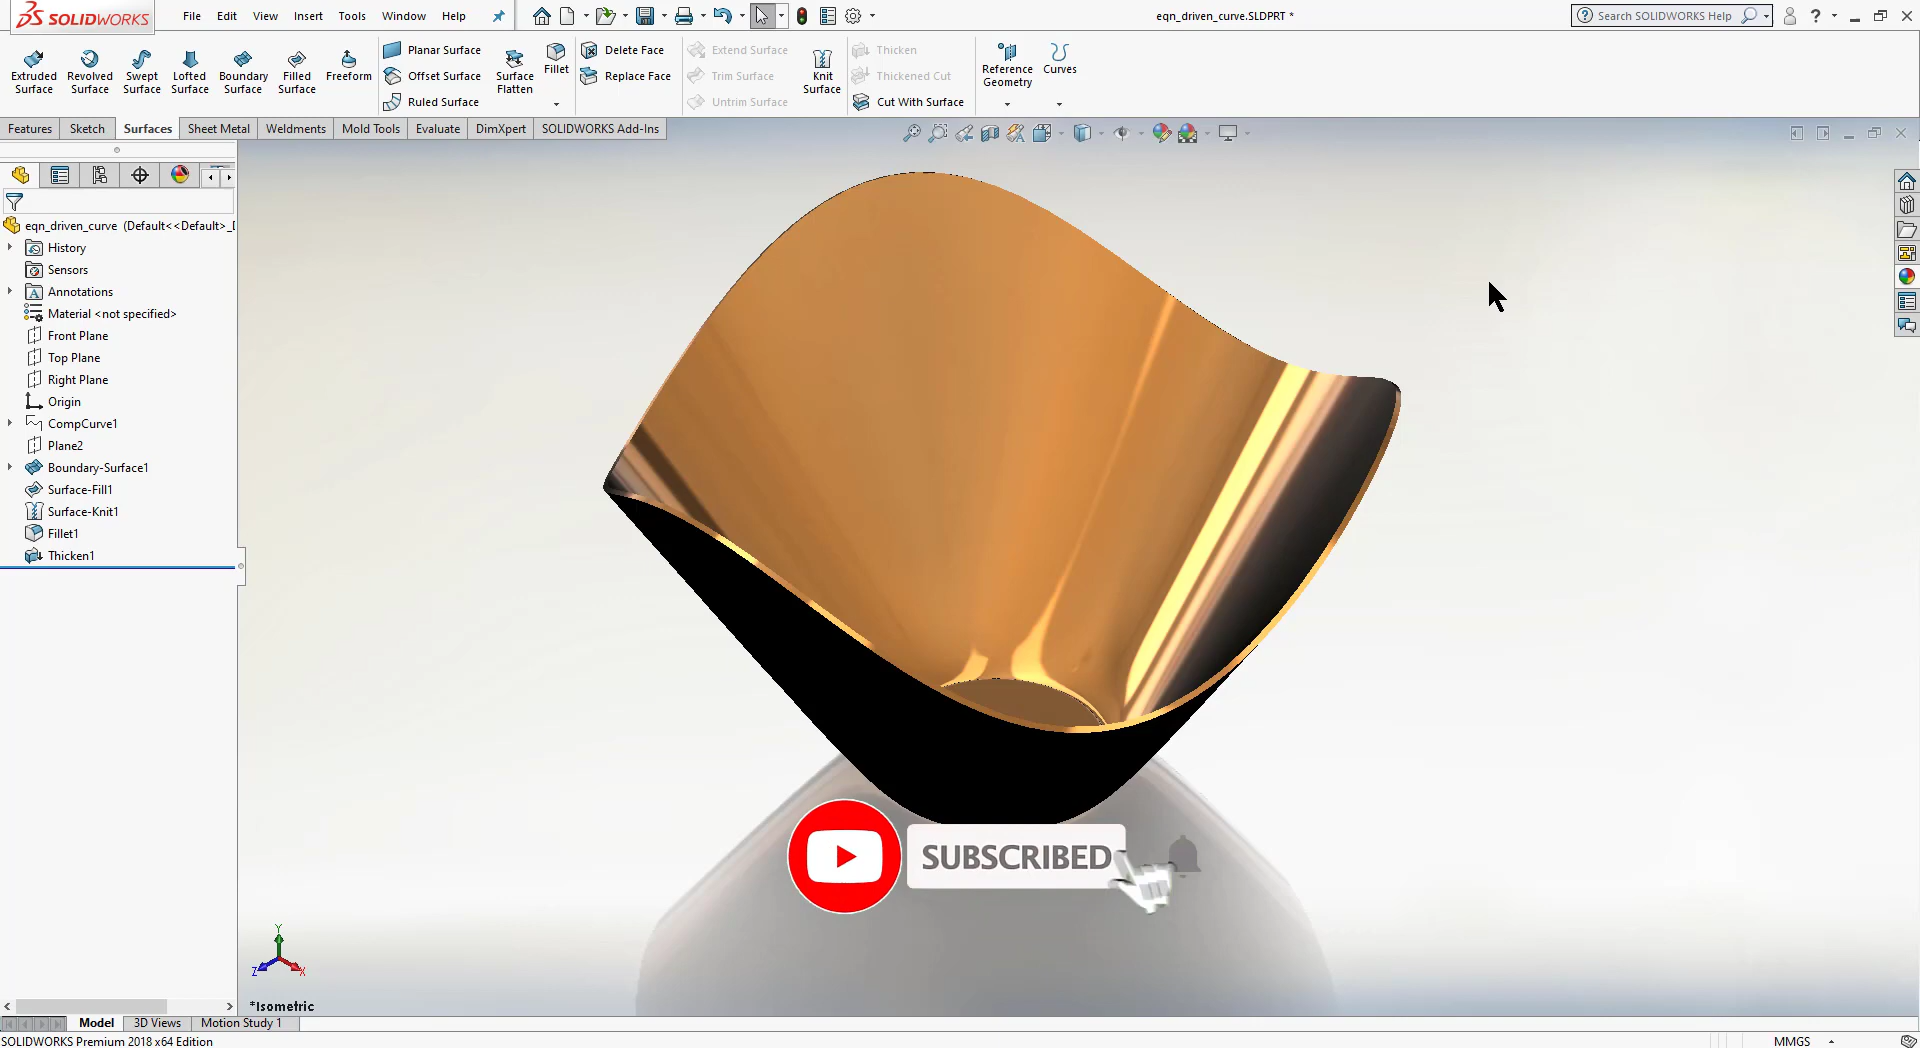 SOLIDWORKS File Edit View Insert Tools Window Help
eqn_driven_curve.SLDPRT *
Search SOLIDWORKS Help
Extruded Surface
Revolved Surface
Swept Surface
Lofted Surface
Boundary Surface
Filled Surface
Freeform
Planar Surface
Offset Surface
Ruled Surface
Surface Flatten
Fillet
Delete Face
Replace Face
Extend Surface
Trim Surface
Untrim Surface
Knit Surface
Thicken
Thickened Cut
Cut With Surface
Reference Geometry
Curves
Features Sketch Surfaces Sheet Metal Weldments Mold Tools Evaluate DimXpert SOLIDWORKS Add-Ins
eqn_driven_curve (Default<<Default>_D
History
Sensors
Annotations
Material <not specified>
Front Plane
Top Plane
Right Plane
Origin
CompCurve1
Plane2
Boundary-Surface1
Surface-Fill1
Surface-Knit1
Fillet1
Thicken1
SUBSCRIBED
Y
Z
X
*Isometric
Model 3D Views Motion Study 1
SOLIDWORKS Premium 2018 x64 Edition
MMGS